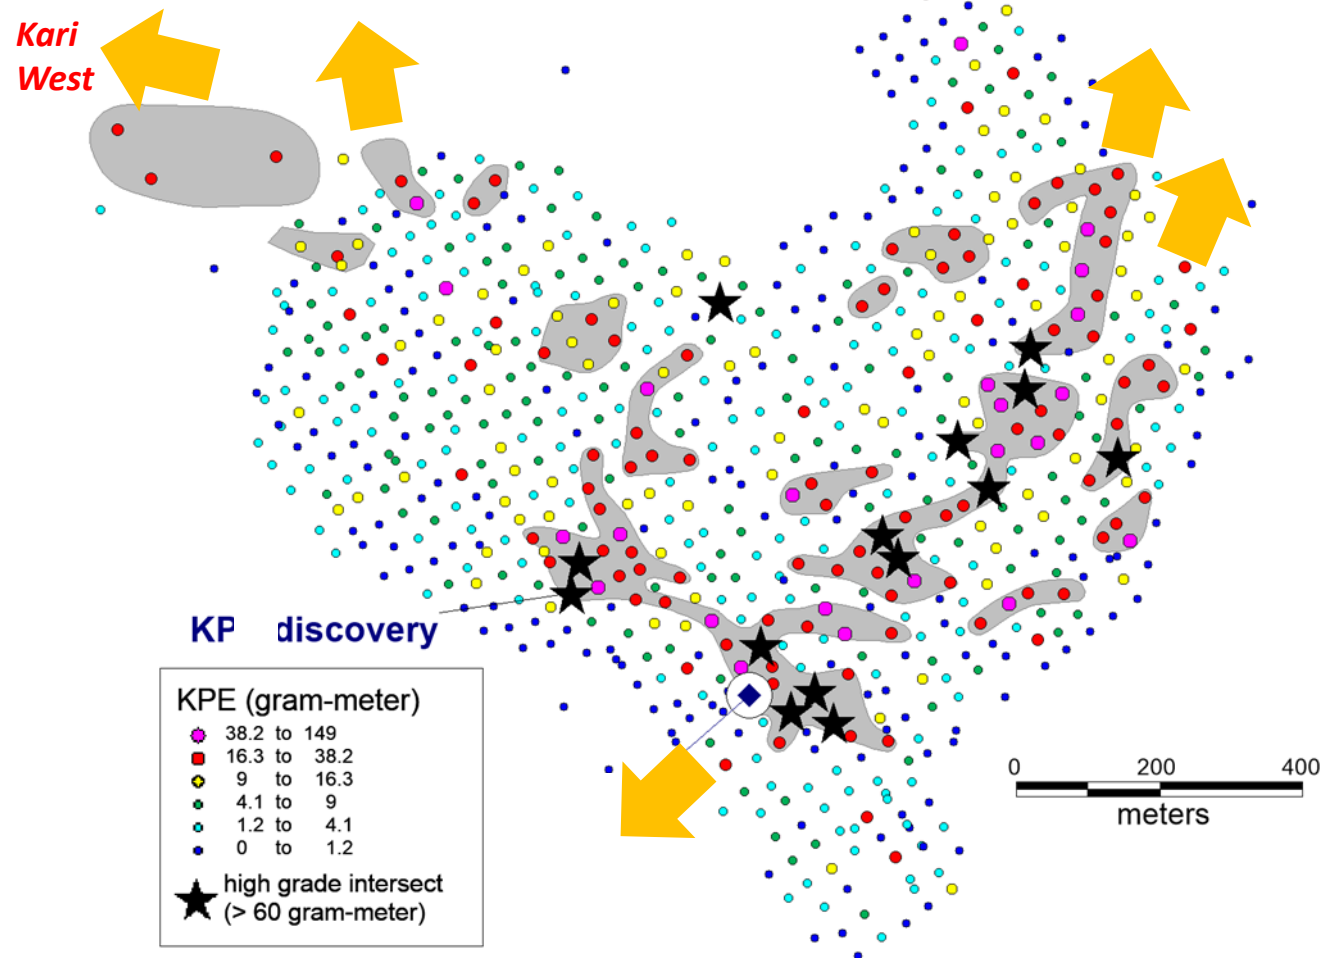 Kari
West
KP discovery
KPE (gram-meter)
38.2 to 149
16.3 to 38.2
9 to 16.3
4.1 to 9
1.2 to 4.1
0 to 1.2
high grade intersect
(> 60 gram-meter)
0 200 400
meters